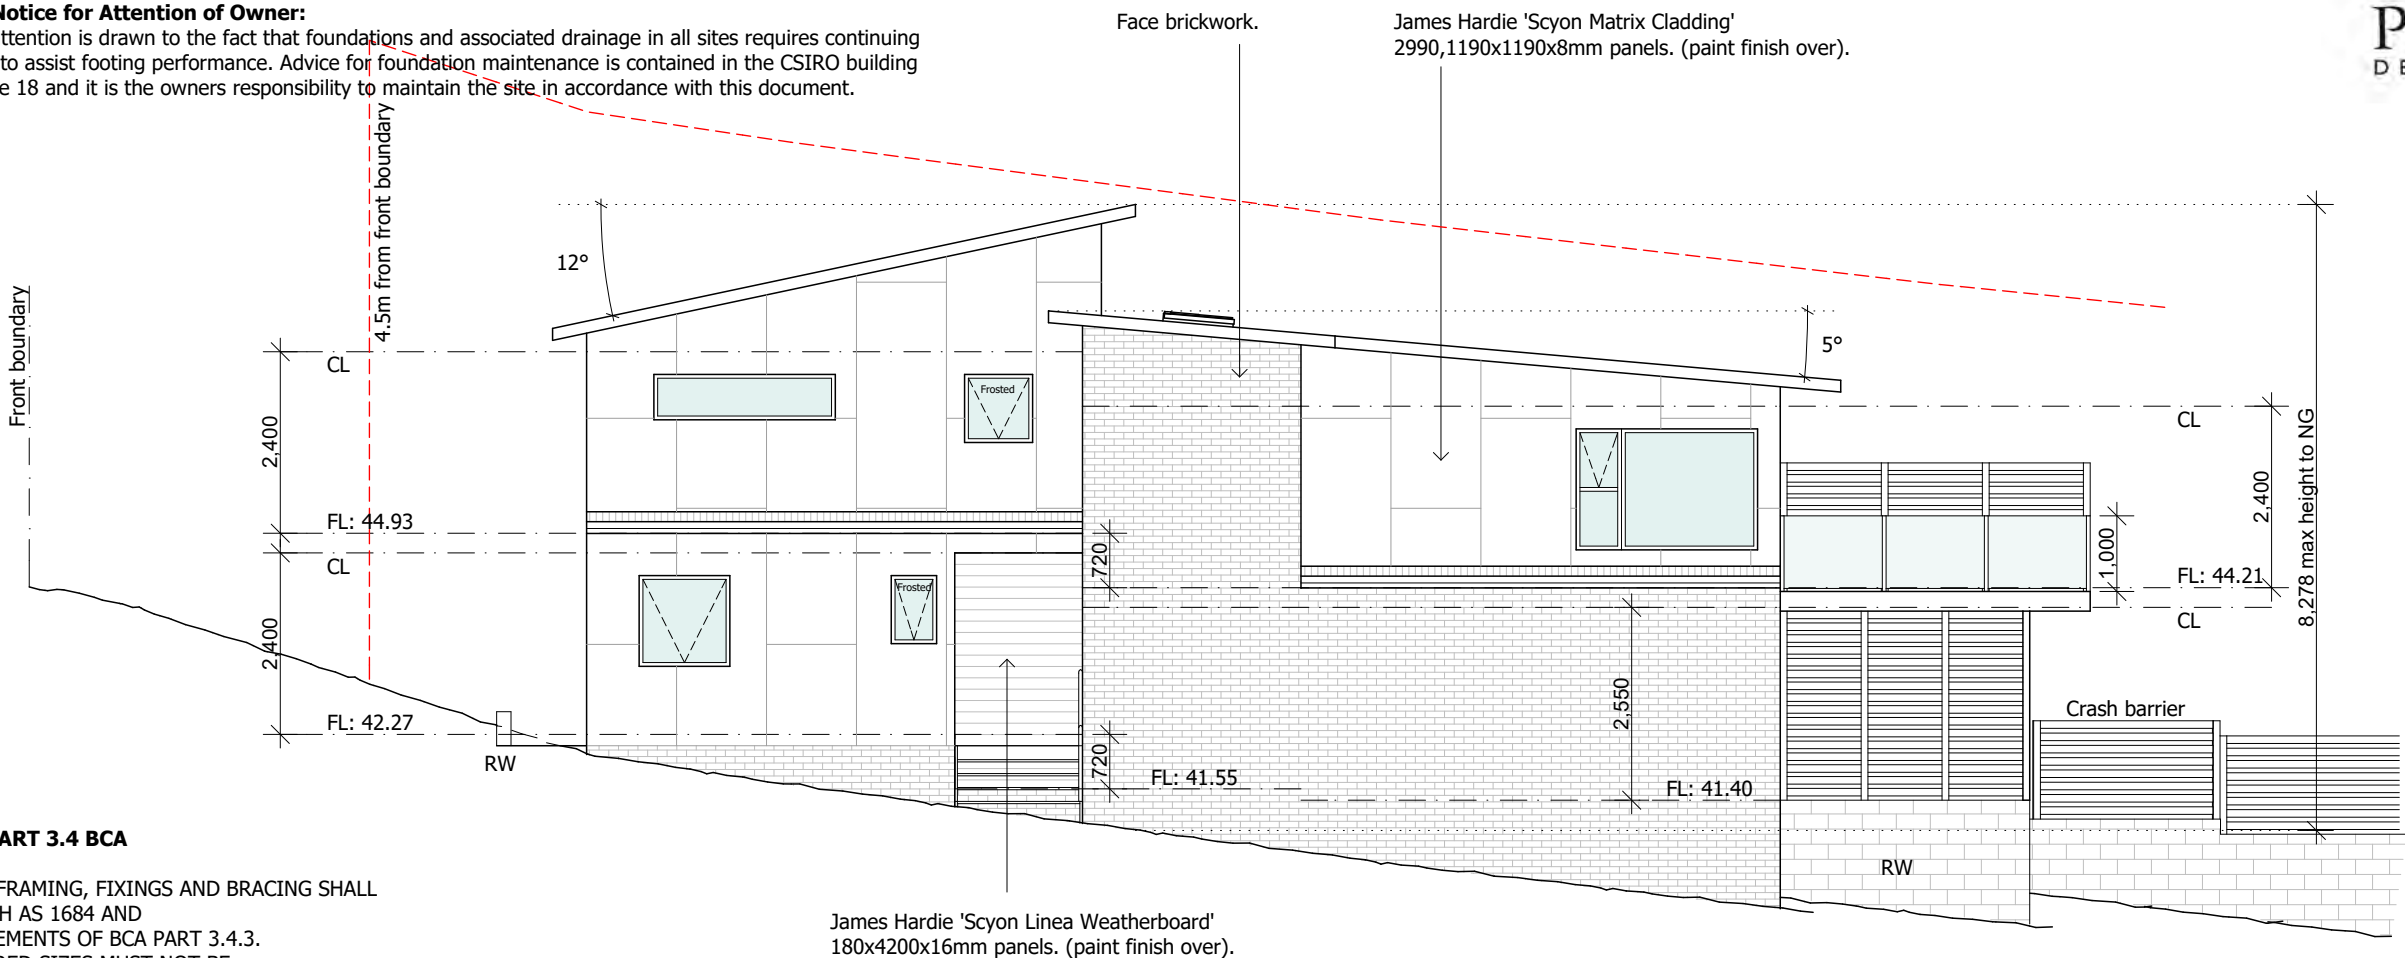 Notice for Attention of Owner:
ttention is drawn to the fact that foundations and associated drainage in all sites requires continuing
to assist footing performance. Advice for foundation maintenance is contained in the CSIRO building
e 18 and it is the owners responsibility to maintain the site in accordance with this document.
Face brickwork.
James Hardie 'Scyon Matrix Cladding'
2990,1190x1190x8mm panels. (paint finish over).
P
DE
Front boundary
4.5m from front boundary
12°
5°
CL
2,400
FL: 44.93
CL
2,400
FL: 42.27
RW
Frosted
Frosted
720
720
FL: 41.55
2,550
FL: 41.40
CL
2,400
1,000
FL: 44.21
CL
8,278 max height to NG
Crash barrier
RW
ART 3.4 BCA
FRAMING, FIXINGS AND BRACING SHALL
H AS 1684 AND
EMENTS OF BCA PART 3.4.3.
BER SIZES MUST NOT BE
James Hardie 'Scyon Linea Weatherboard'
180x4200x16mm panels. (paint finish over).